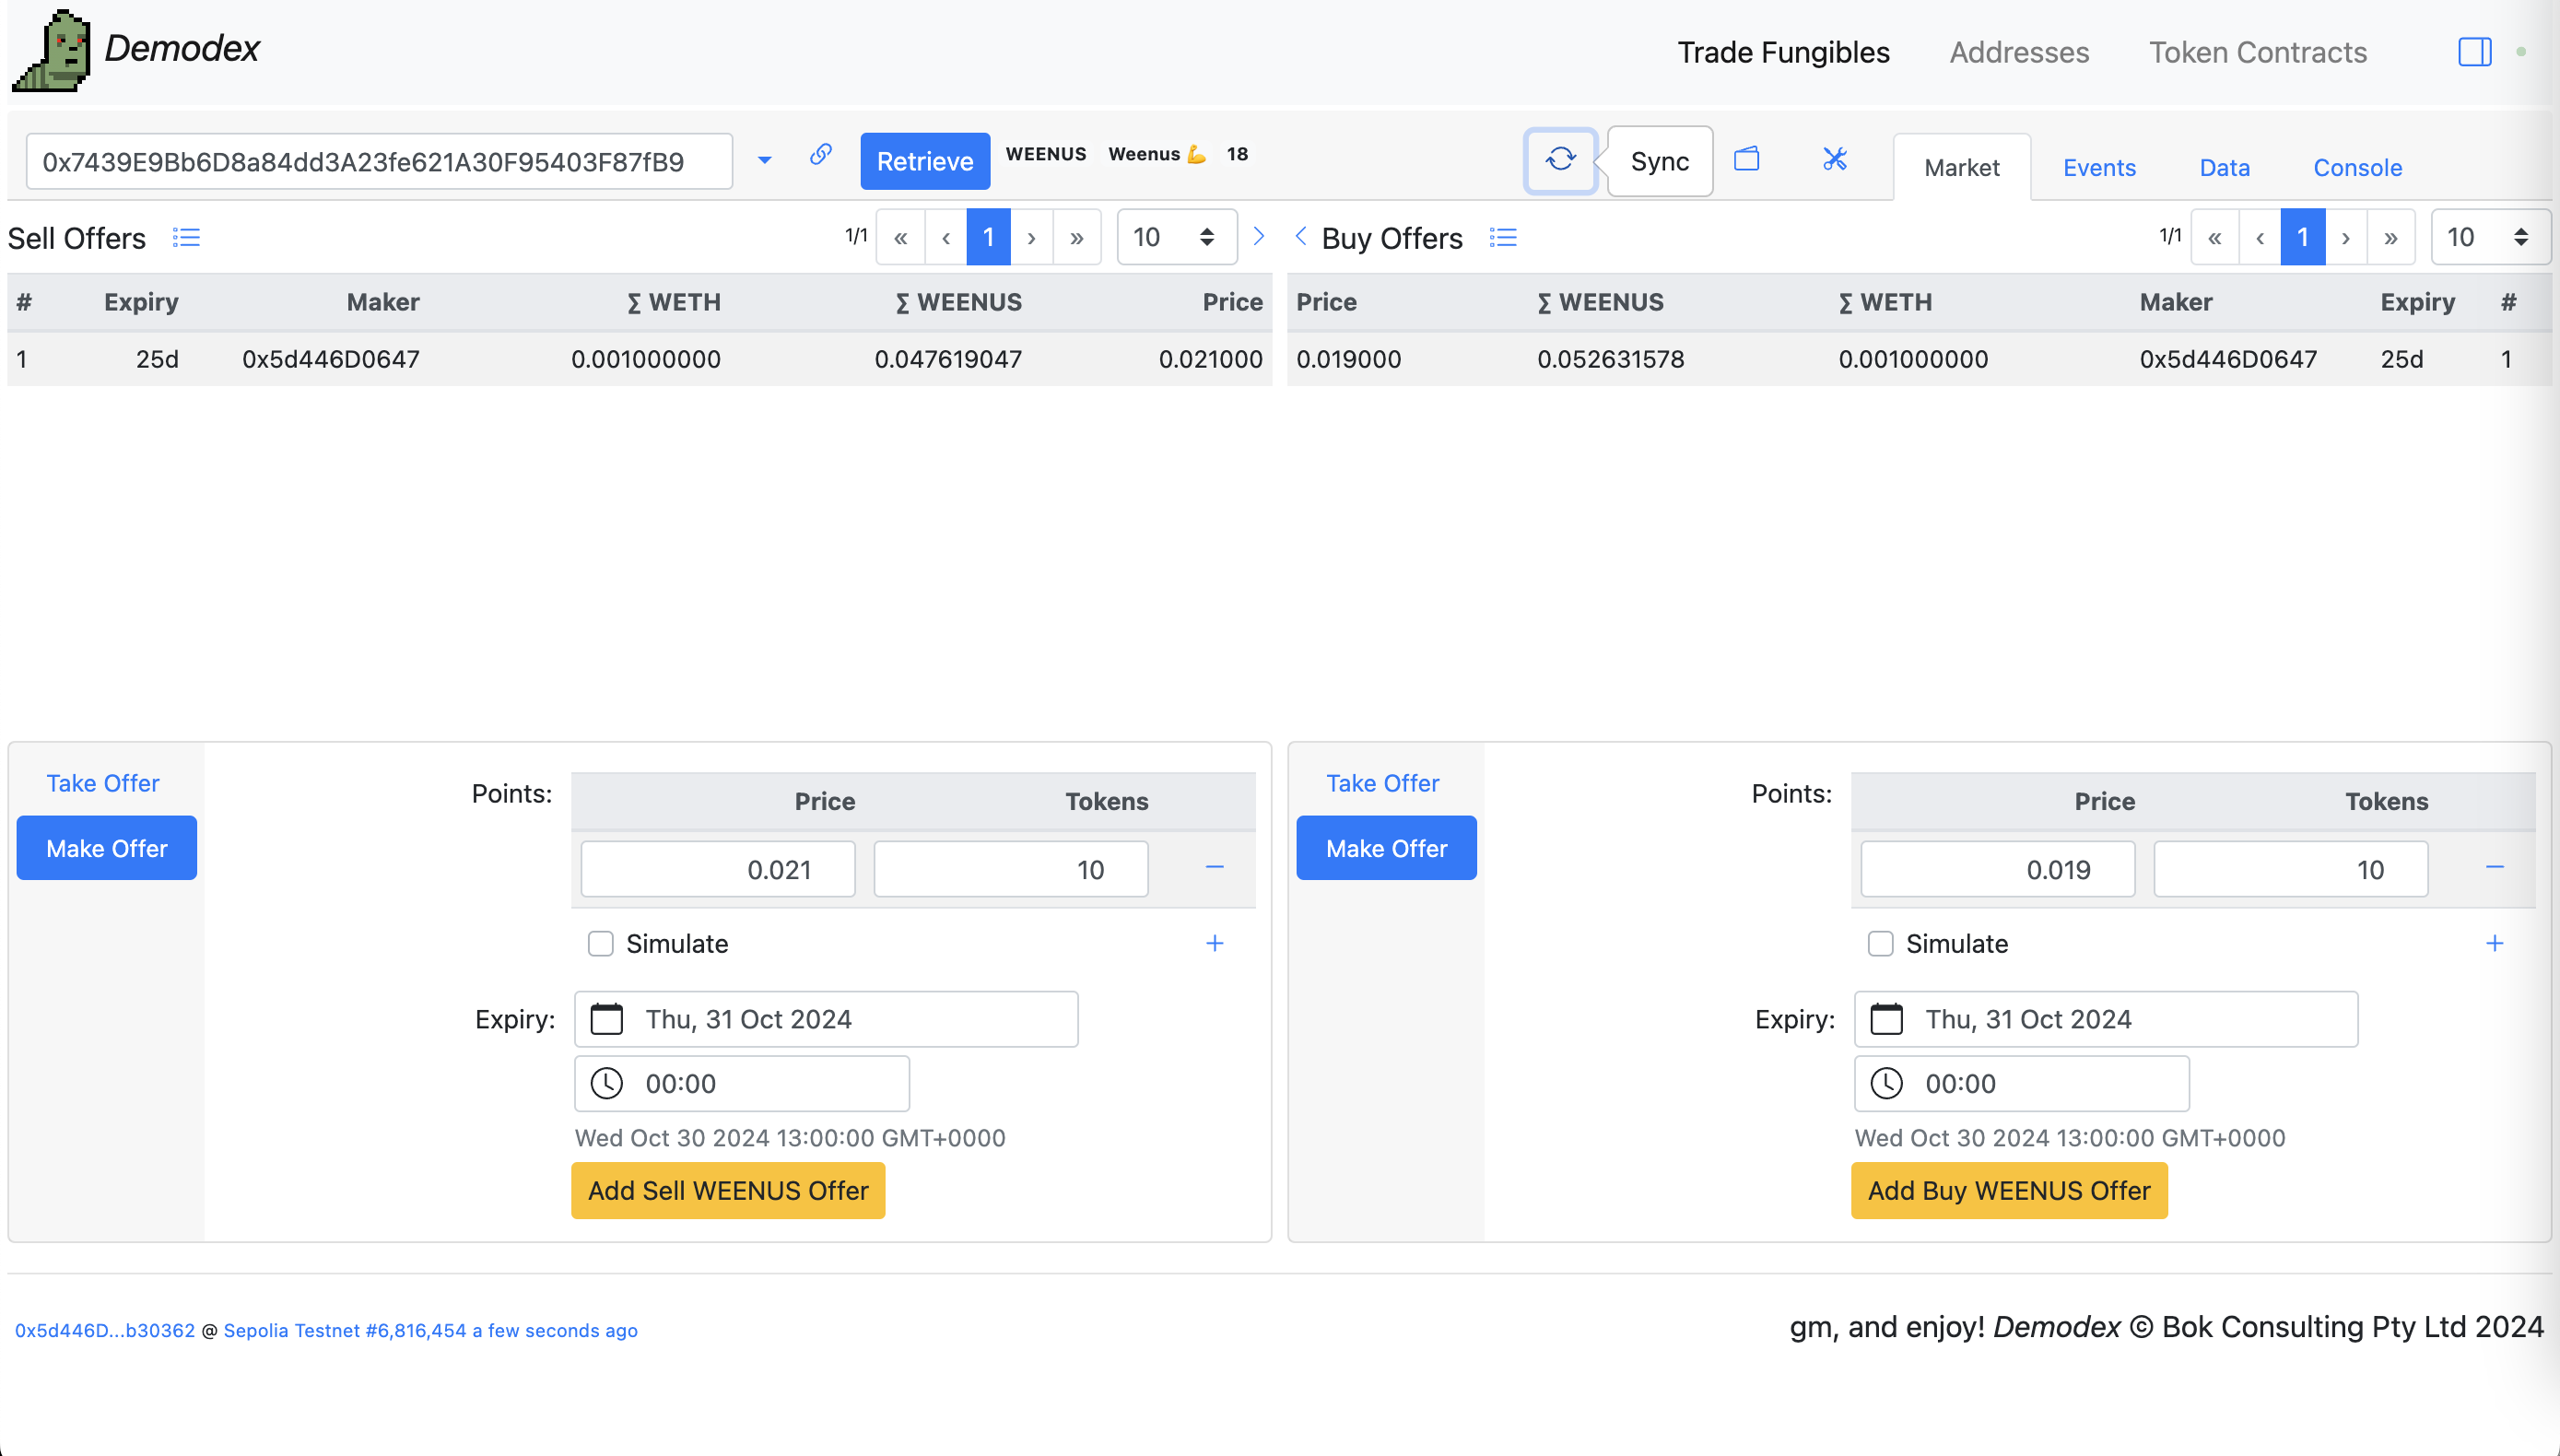 Demodex
Trade Fungibles Addresses Token Contracts
0x7439E9Bb6D8a84dd3A23fe621A30F95403F87fB9 Retrieve WEENUS Weenus 💪 18 Sync Market Events Data Console
Sell Offers 1/1 « ‹ 1 › » 10
# Expiry Maker ∑ WETH ∑ WEENUS Price
1 25d 0x5d446D0647 0.001000000 0.047619047 0.021000
Buy Offers 1/1 « ‹ 1 › » 10
Price ∑ WEENUS ∑ WETH Maker Expiry #
0.019000 0.052631578 0.001000000 0x5d446D0647 25d 1
Take Offer
Make Offer
Points: Price Tokens
0.021 10
Simulate
Expiry: Thu, 31 Oct 2024
00:00
Wed Oct 30 2024 13:00:00 GMT+0000
Add Sell WEENUS Offer
Take Offer
Make Offer
Points: Price Tokens
0.019 10
Simulate
Expiry: Thu, 31 Oct 2024
00:00
Wed Oct 30 2024 13:00:00 GMT+0000
Add Buy WEENUS Offer
0x5d446D...b30362 @ Sepolia Testnet #6,816,454 a few seconds ago
gm, and enjoy! Demodex © Bok Consulting Pty Ltd 2024